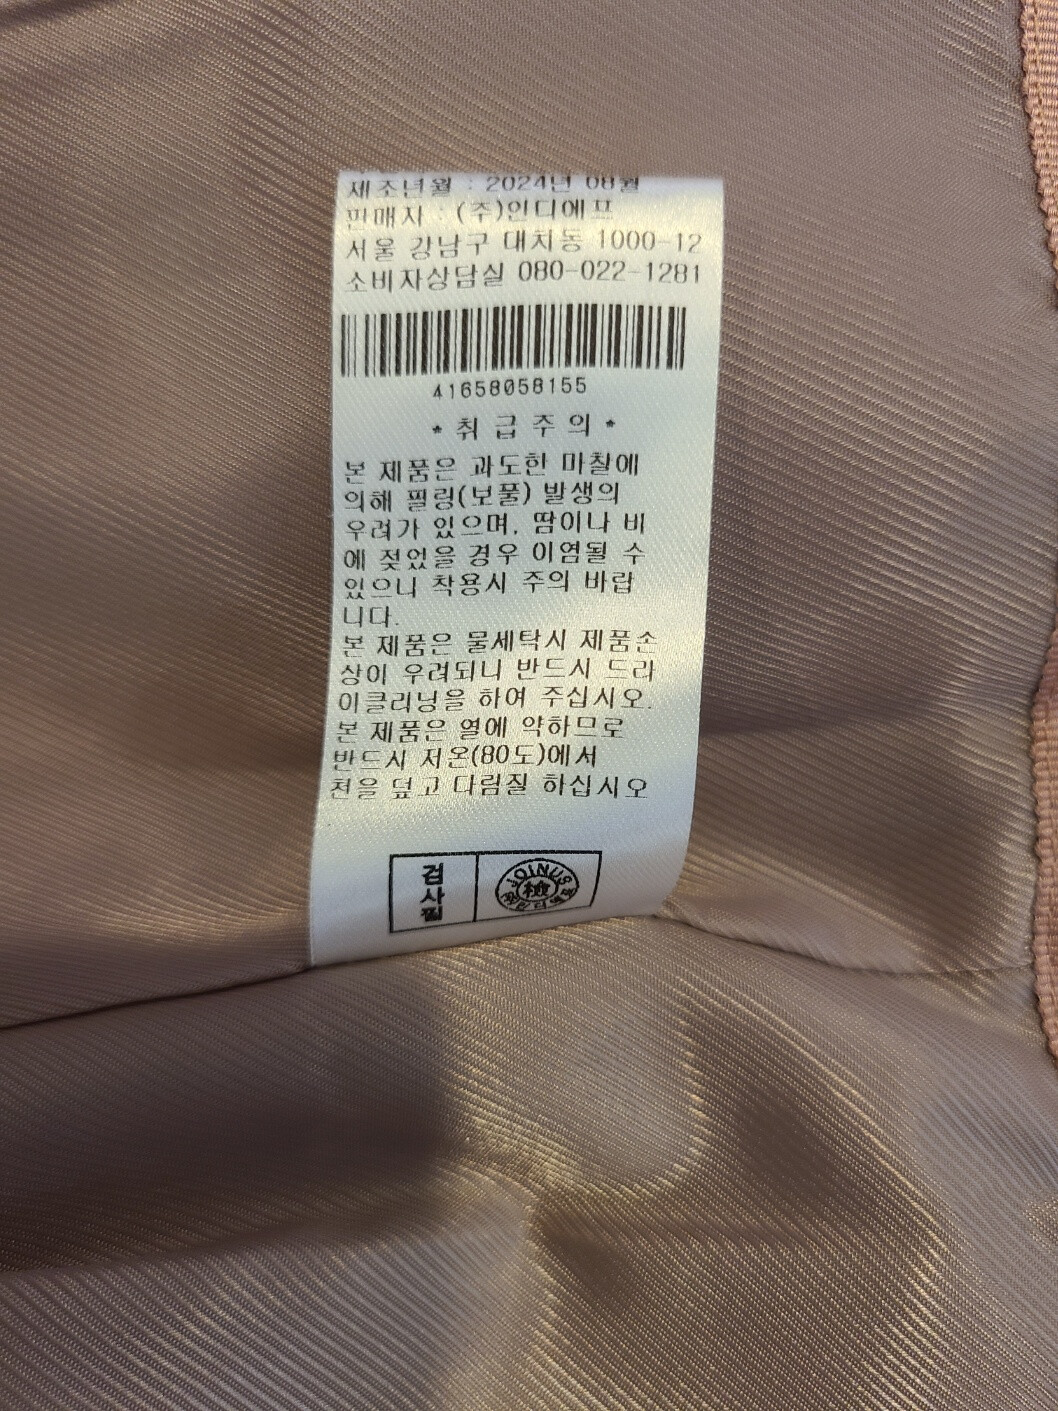 제조년월 : 2024년 08월
판매자 : (주)인디에프
서울 강남구 대치동 1000-12
소비자상담실 080-022-1281
41658058155
*취급주의*
본 제품은 과도한 마찰에
의해 필링(보풀) 발생의
우려가 있으며, 땀이나 비
에 젖었을 경우 이염될 수
있으니 착용시 주의 바랍
니다.
본 제품은 물세탁시 제품손
상이 우려되니 반드시 드라
이클리닝을 하여 주십시오.
본 제품은 열에 약하므로
반드시 저온(80도)에서
천을 덮고 다림질 하십시오
검사필
JOINUS
檢